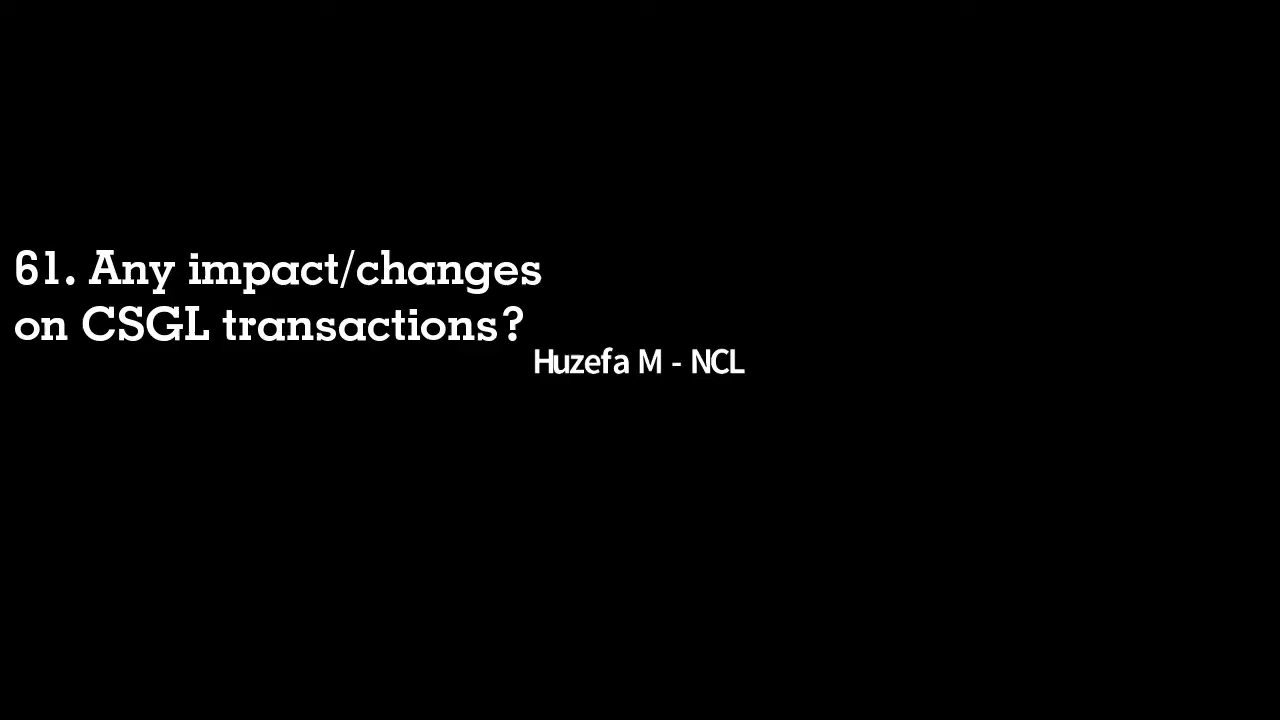 61. Any impact/changes
on CSGL transactions?
Huzefa M - NCL